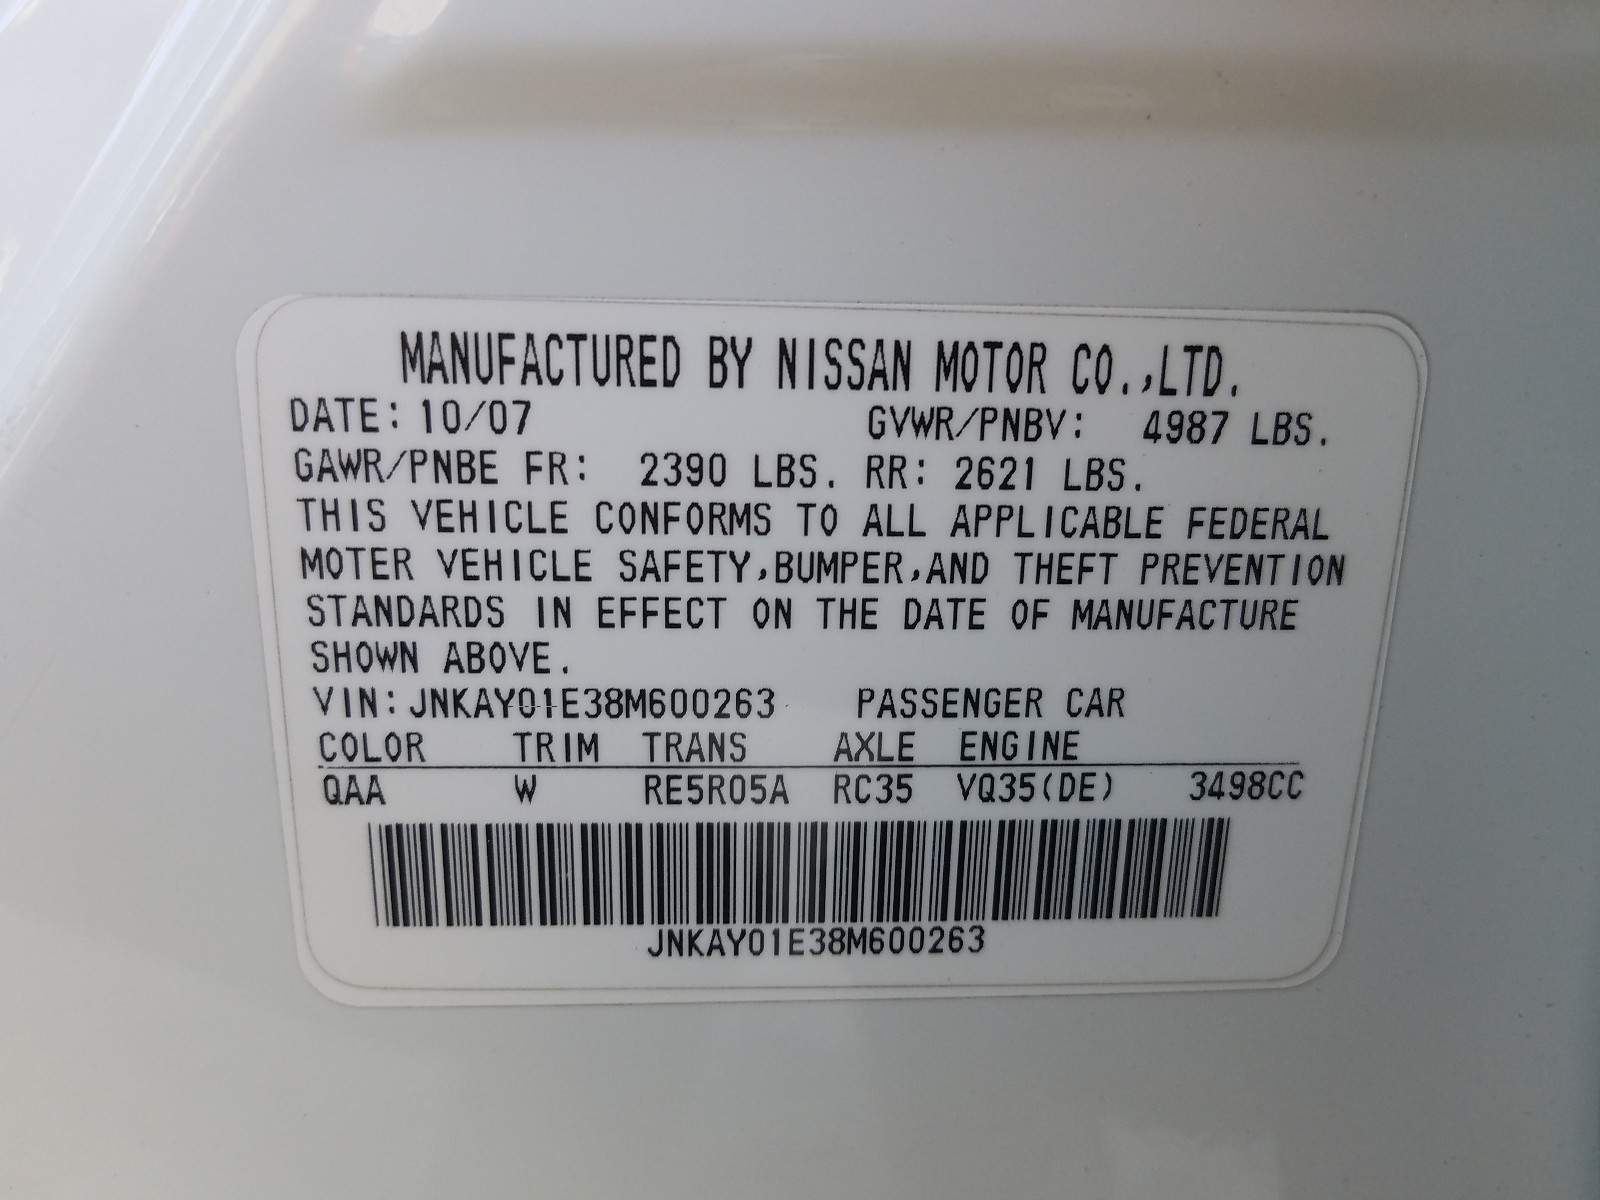 MANUFACTURED BY NISSAN MOTOR CO.,LTD.
DATE: 10/07 GVWR/PNBV: 4987 LBS.
GAWR/PNBE FR: 2390 LBS. RR: 2621 LBS.
THIS VEHICLE CONFORMS TO ALL APPLICABLE FEDERAL
MOTER VEHICLE SAFETY,BUMPER,AND THEFT PREVENTION
STANDARDS IN EFFECT ON THE DATE OF MANUFACTURE
SHOWN ABOVE.
VIN:JNKAY01E38M600263 PASSENGER CAR
COLOR TRIM TRANS AXLE ENGINE
QAA W RE5R05A RC35 VQ35(DE) 3498CC
JNKAY01E38M600263